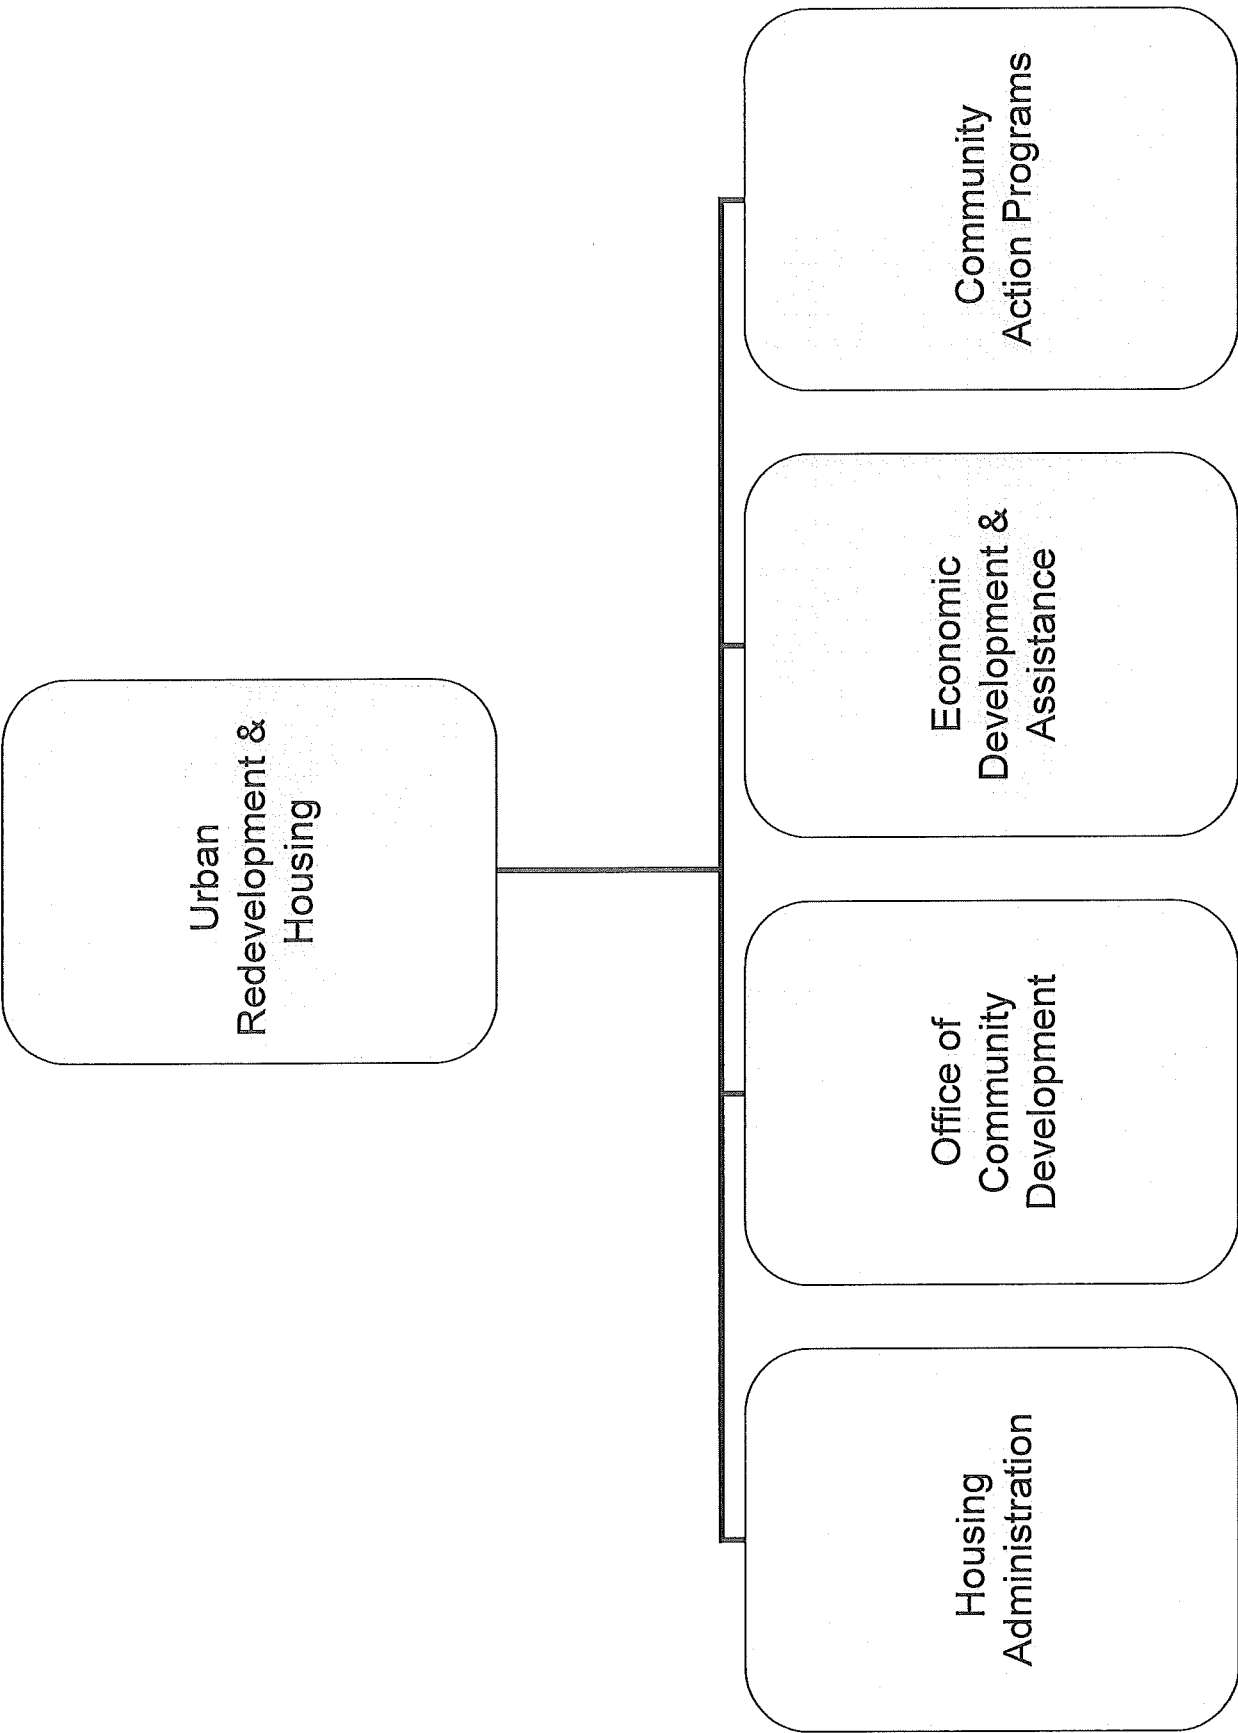 Urban
Redevelopment &
Housing
Housing
Administration
Office of
Community
Development
Economic
Development &
Assistance
Community
Action Programs